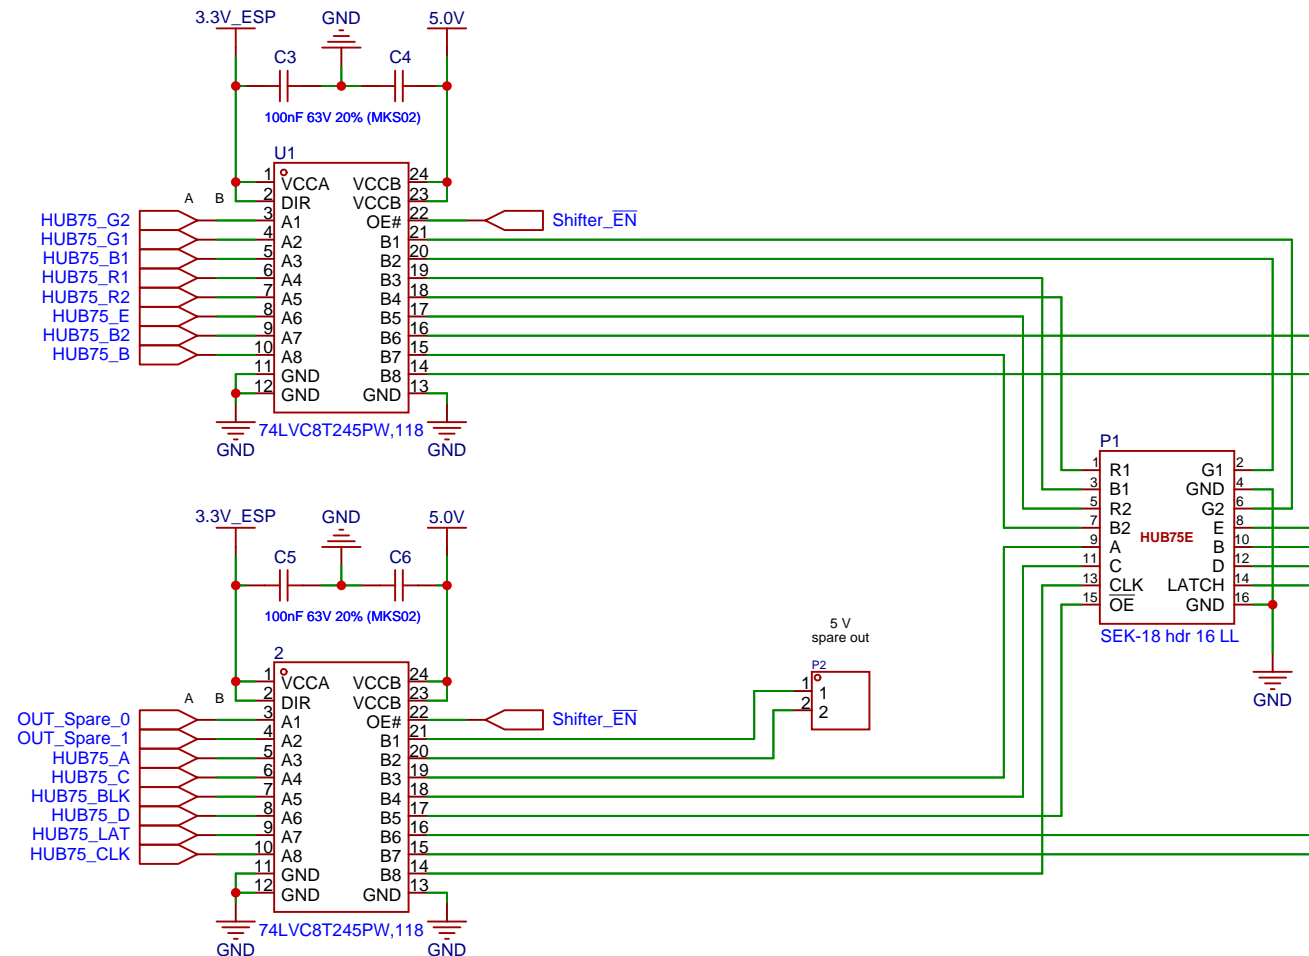 3.3V_ESP GND 5.0V
C3 C4
100nF 63V 20% (MKS02)
U1
1 VCCA VCCB 24
2 DIR VCCB 23
A B
HUB75_G2 3 A1 OE# 22 Shifter_EN
HUB75_G1 4 A2 B1 21
HUB75_B1 5 A3 B2 20
HUB75_R1 6 A4 B3 19
HUB75_R2 7 A5 B4 18
HUB75_E 8 A6 B5 17
HUB75_B2 9 A7 B6 16
HUB75_B 10 A8 B7 15
11 GND B8 14
12 GND GND 13
74LVC8T245PW,118
GND GND
P1
1 R1 G1 2
3 B1 GND 4
5 R2 G2 6
7 B2 E 8
HUB75E
9 A B 10
11 C D 12
13 CLK LATCH 14
15 OE GND 16
SEK-18 hdr 16 LL
GND
3.3V_ESP GND 5.0V
C5 C6
100nF 63V 20% (MKS02)
5 V
spare out
P2
1 1
2 2
2
1 VCCA VCCB 24
2 DIR VCCB 23
A B
OUT_Spare_0 3 A1 OE# 22 Shifter_EN
OUT_Spare_1 4 A2 B1 21
HUB75_A 5 A3 B2 20
HUB75_C 6 A4 B3 19
HUB75_BLK 7 A5 B4 18
HUB75_D 8 A6 B5 17
HUB75_LAT 9 A7 B6 16
HUB75_CLK 10 A8 B7 15
11 GND B8 14
12 GND GND 13
74LVC8T245PW,118
GND GND